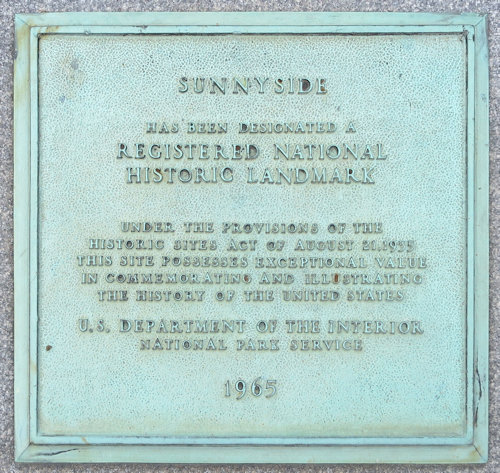 SUNNYSIDE
HAS BEEN DESIGNATED A
REGISTERED NATIONAL
HISTORIC LANDMARK
UNDER THE PROVISIONS OF THE
HISTORIC SITES ACT OF AUGUST 21, 1935
THIS SITE POSSESSES EXCEPTIONAL VALUE
IN COMMEMORATING AND ILLUSTRATING
THE HISTORY OF THE UNITED STATES
U.S. DEPARTMENT OF THE INTERIOR
NATIONAL PARK SERVICE
1965